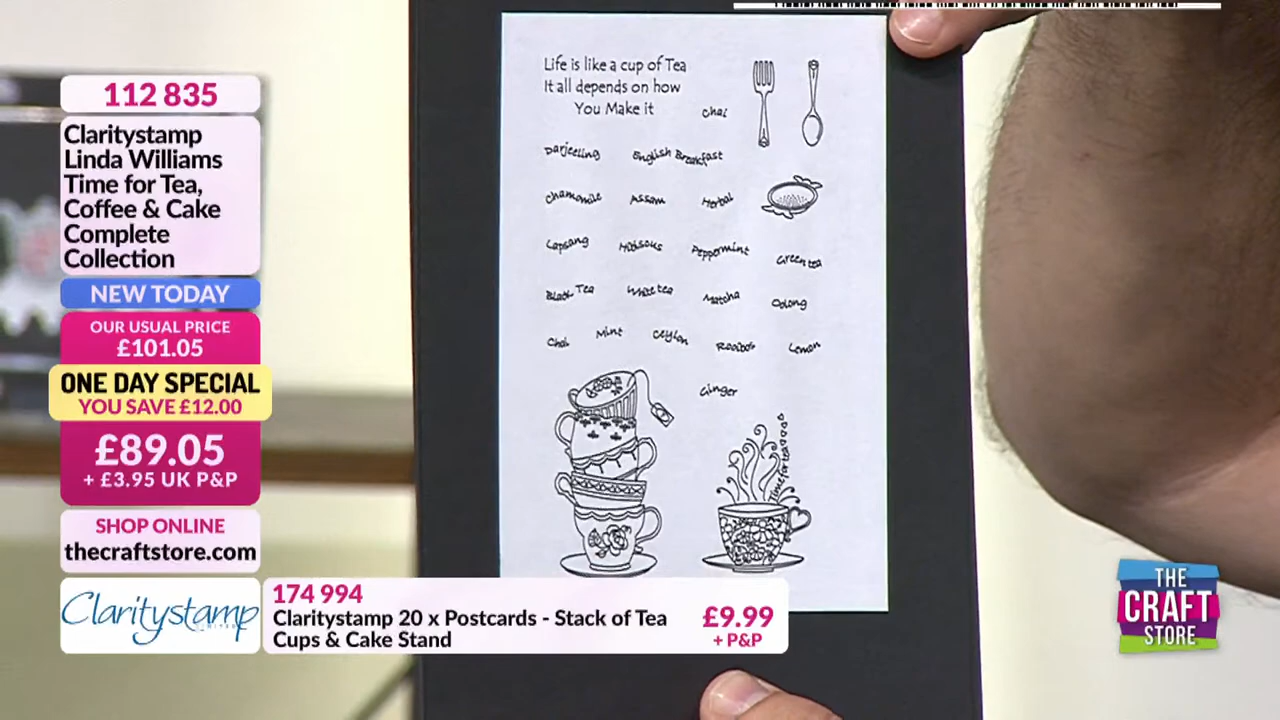 112 835
Claritystamp
Linda Williams
Time for Tea,
Coffee & Cake
Complete
Collection
NEW TODAY
OUR USUAL PRICE
£101.05
ONE DAY SPECIAL
YOU SAVE £12.00
£89.05
+ £3.95 UK P&P
SHOP ONLINE
thecraftstore.com
Claritystamp
LIMITED
174 994
Claritystamp 20 x Postcards - Stack of Tea
Cups & Cake Stand
£9.99
+ P&P
Life is like a cup of Tea
It all depends on how
You Make it
Chai
Darjeeling English Breakfast
Chamomile Assam Herbal
Lapsang Hibiscus Peppermint Green tea
Black Tea White tea Matcha Oolong
Chai Mint Ceylon Rooibos Lemon
Ginger
THE
CRAFT
STORE